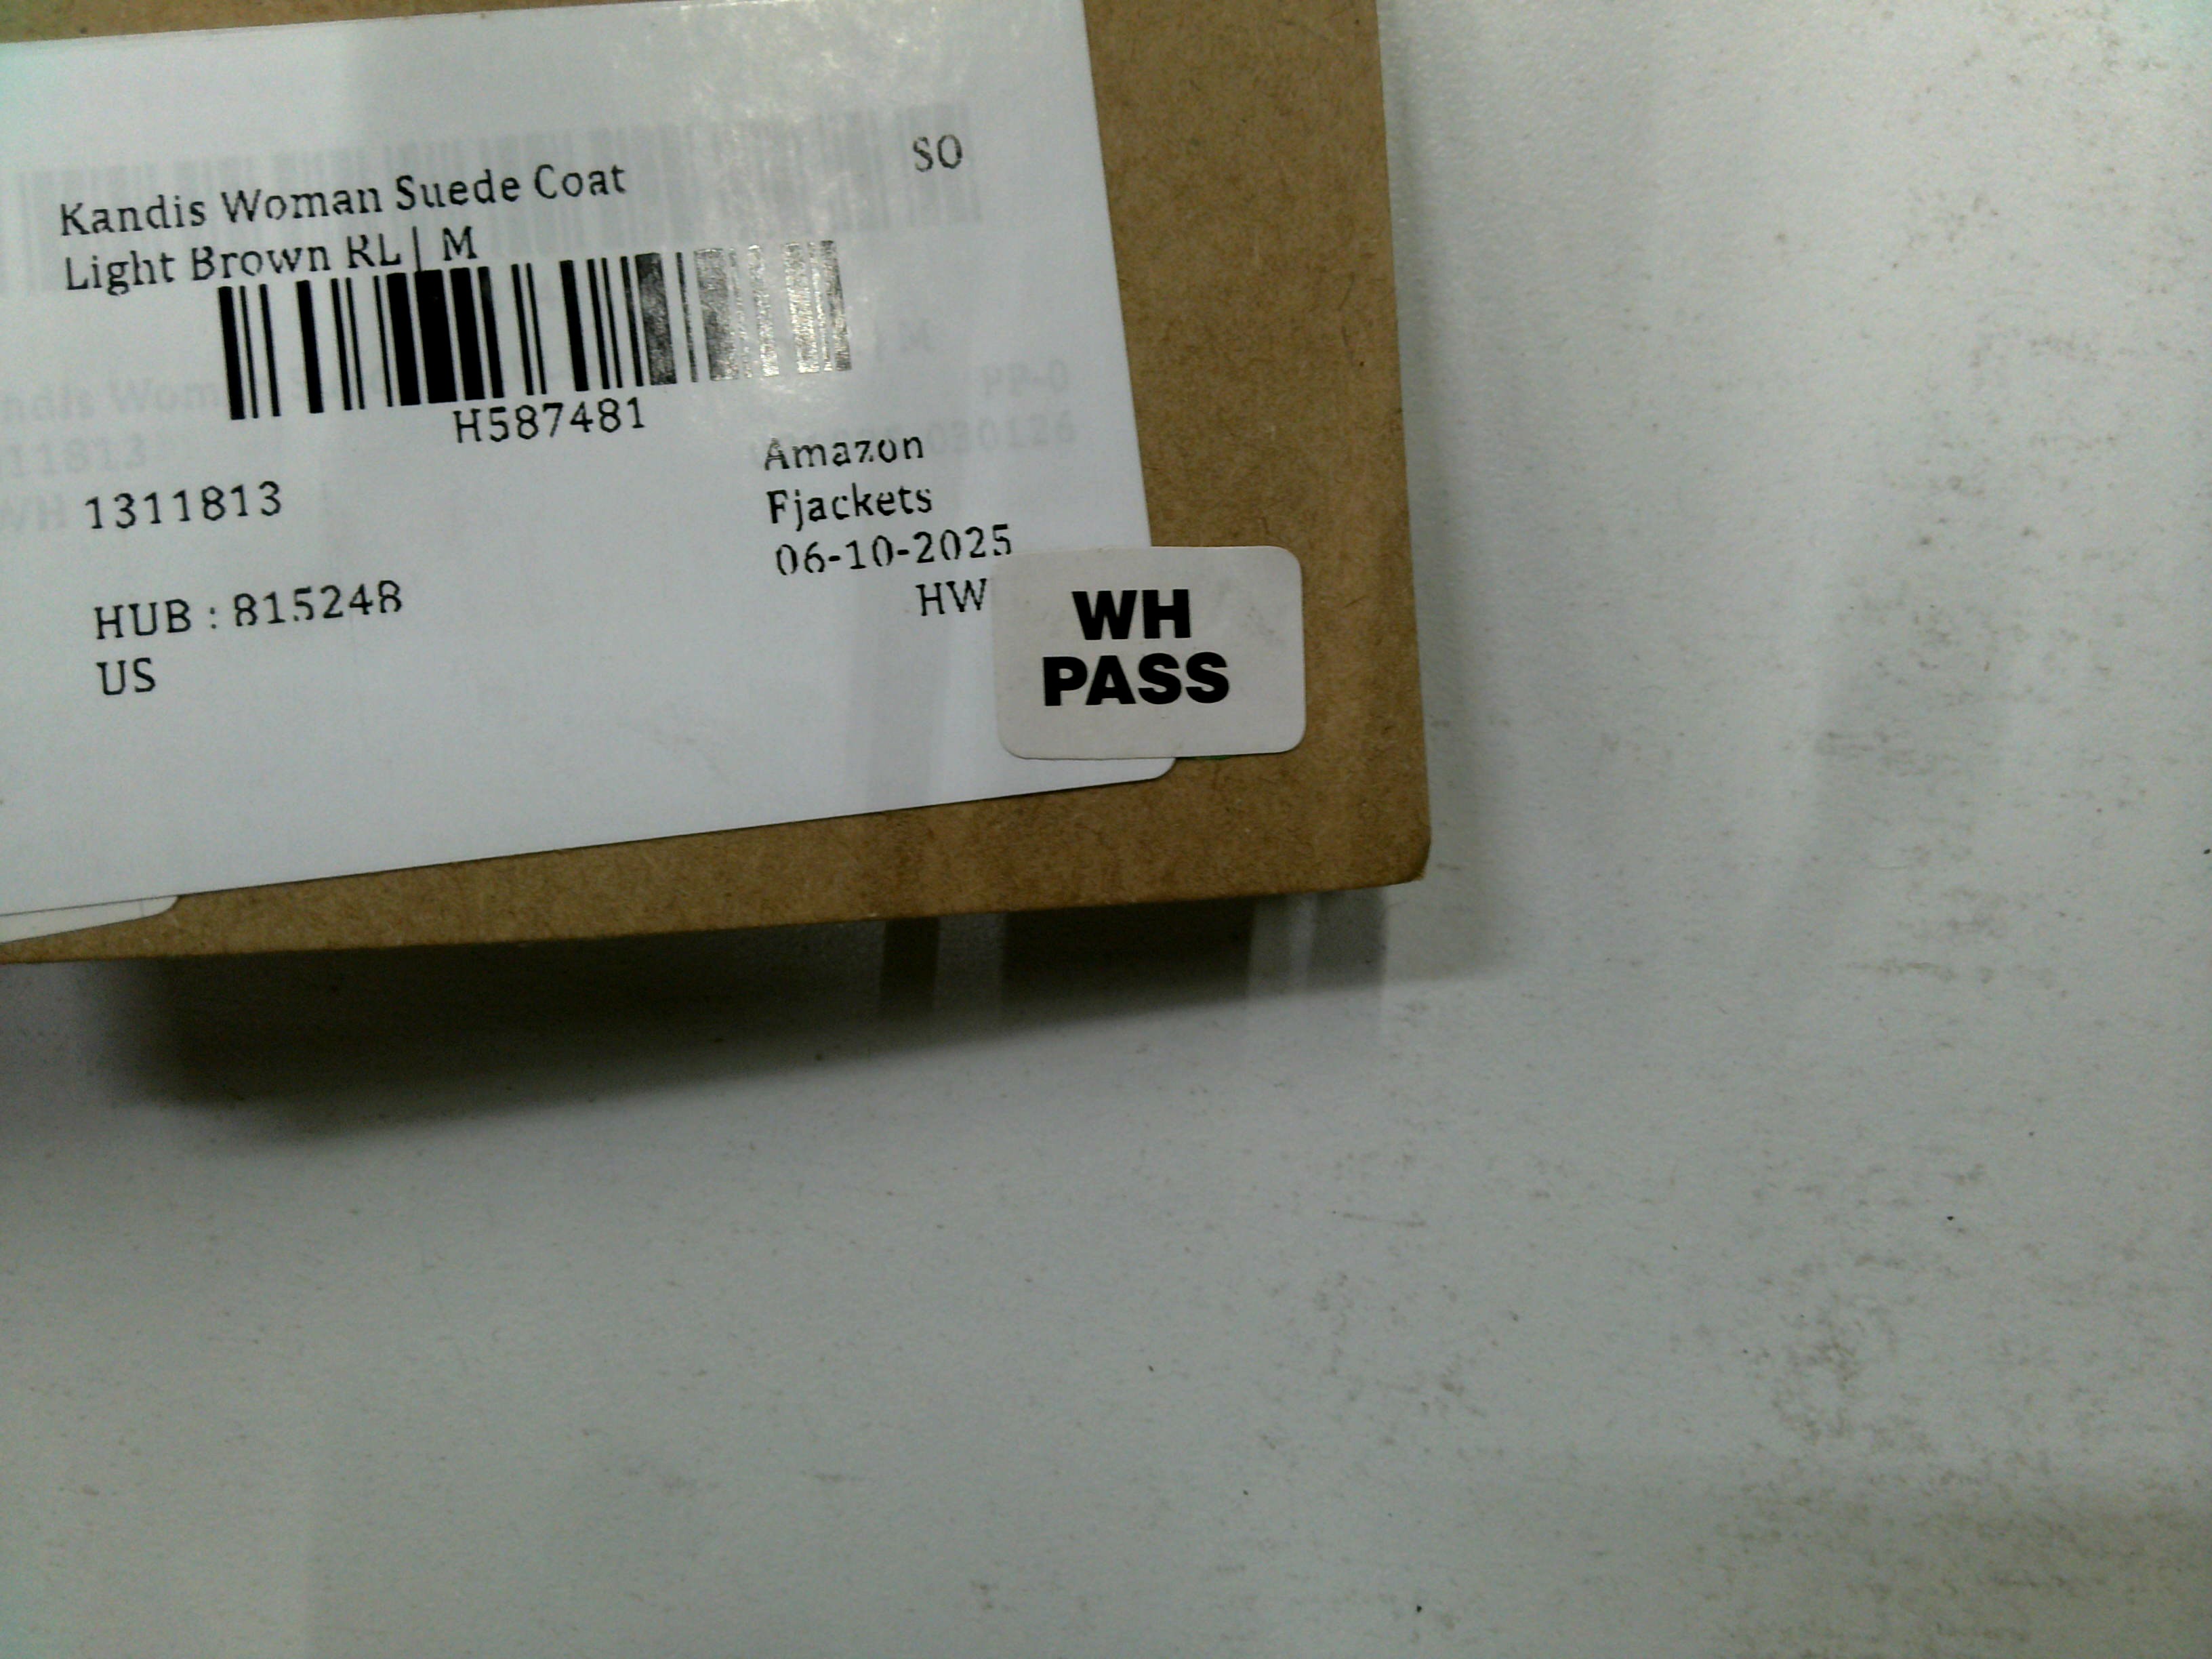 SO
Kandis Woman Suede Coat
Light Brown RL | M
H587481
Amazon
1311813
Fjackets
06-10-2025
HUB : 815248
HW
US
WH
PASS